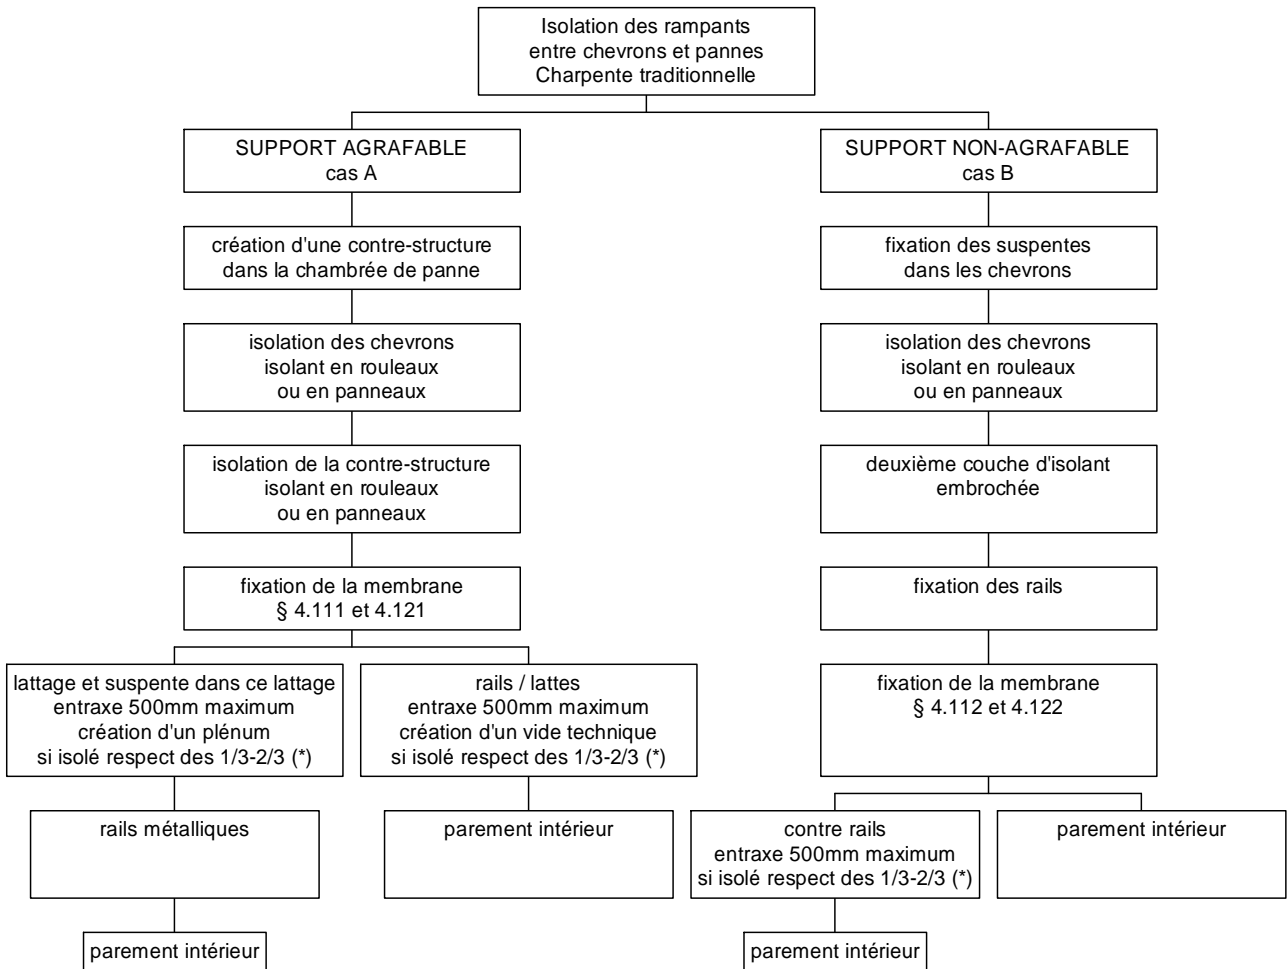 Isolation des rampants
entre chevrons et pannes
Charpente traditionnelle
SUPPORT AGRAFABLE
cas A
SUPPORT NON-AGRAFABLE
cas B
création d'une contre-structure
dans la chambrée de panne
fixation des suspentes
dans les chevrons
isolation des chevrons
isolant en rouleaux
ou en panneaux
isolation des chevrons
isolant en rouleaux
ou en panneaux
isolation de la contre-structure
isolant en rouleaux
ou en panneaux
deuxième couche d'isolant
embrochée
fixation de la membrane
§ 4.111 et 4.121
fixation des rails
lattage et suspente dans ce lattage
entraxe 500mm maximum
création d'un plénum
si isolé respect des 1/3-2/3 (*)
rails / lattes
entraxe 500mm maximum
création d'un vide technique
si isolé respect des 1/3-2/3 (*)
fixation de la membrane
§ 4.112 et 4.122
rails métalliques
parement intérieur
contre rails
entraxe 500mm maximum
si isolé respect des 1/3-2/3 (*)
parement intérieur
parement intérieur
parement intérieur